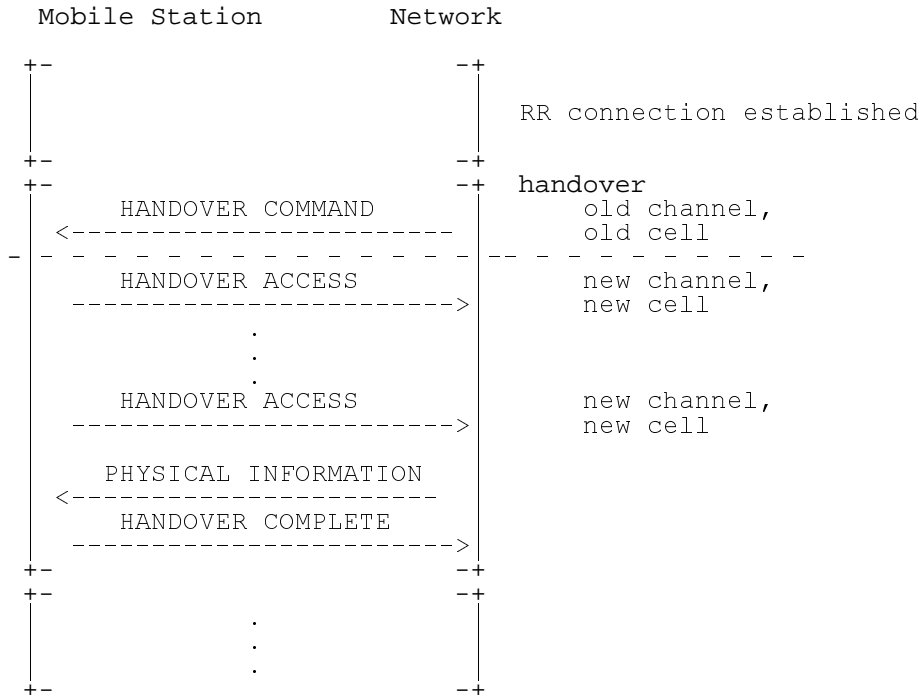 Mobile Station Network
RR connection established
handover
HANDOVER COMMAND old channel,
old cell
HANDOVER ACCESS new channel,
new cell
.
.
.
HANDOVER ACCESS new channel,
new cell
PHYSICAL INFORMATION
HANDOVER COMPLETE
.
.
.